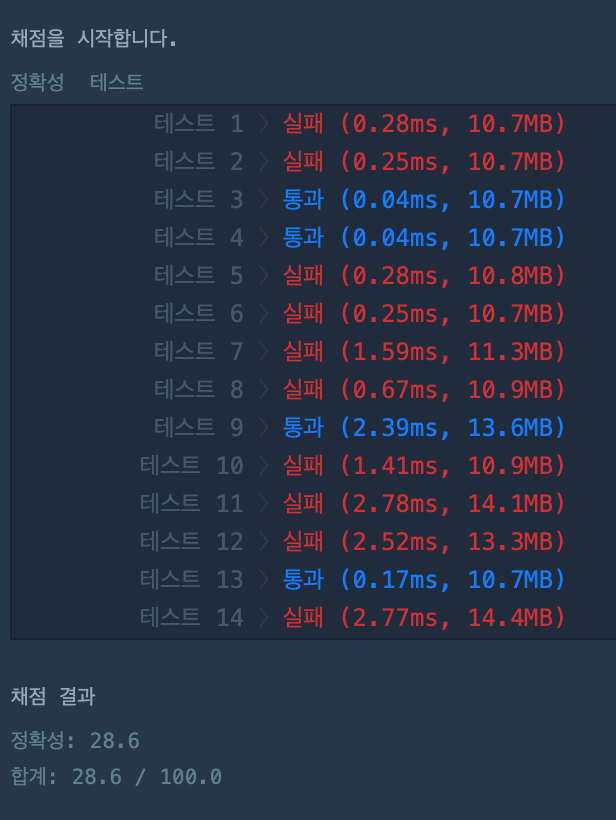 채점을 시작합니다.
정확성 테스트
테스트 1 〉 실패 (0.28ms, 10.7MB)
테스트 2 〉 실패 (0.25ms, 10.7MB)
테스트 3 〉 통과 (0.04ms, 10.7MB)
테스트 4 〉 통과 (0.04ms, 10.7MB)
테스트 5 〉 실패 (0.28ms, 10.8MB)
테스트 6 〉 실패 (0.25ms, 10.7MB)
테스트 7 〉 실패 (1.59ms, 11.3MB)
테스트 8 〉 실패 (0.67ms, 10.9MB)
테스트 9 〉 통과 (2.39ms, 13.6MB)
테스트 10 〉 실패 (1.41ms, 10.9MB)
테스트 11 〉 실패 (2.78ms, 14.1MB)
테스트 12 〉 실패 (2.52ms, 13.3MB)
테스트 13 〉 통과 (0.17ms, 10.7MB)
테스트 14 〉 실패 (2.77ms, 14.4MB)
채점 결과
정확성: 28.6
합계: 28.6 / 100.0